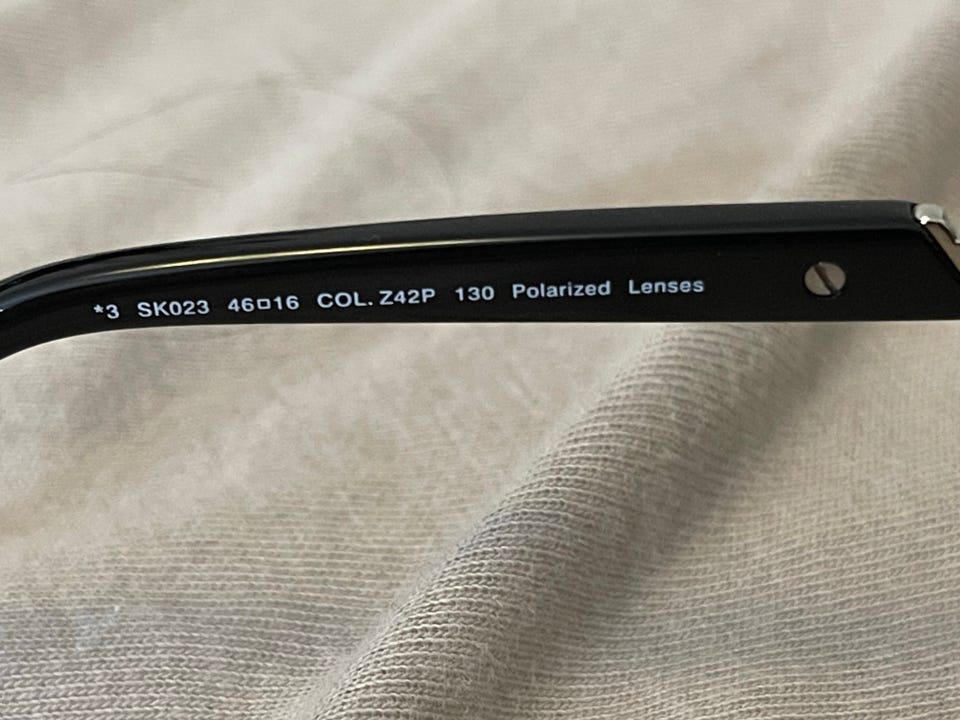 *3 SK023 46□16 COL. Z42P 130 Polarized Lenses